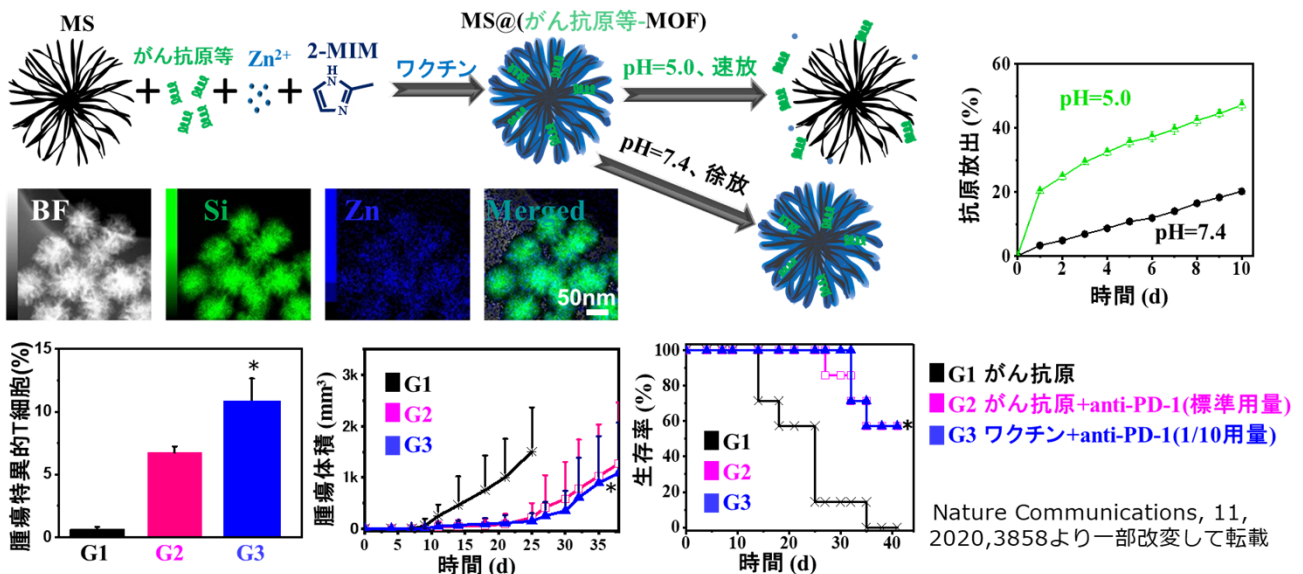 MS
がん抗原等
Zn2+
2-MIM
H
N
N
ワクチン
MS@(がん抗原等-MOF)
pH=5.0、速放
pH=7.4、徐放
BF
Si
Zn
Merged
50nm
抗原放出 (%)
60
40
20
0
pH=5.0
pH=7.4
0 2 4 6 8 10
時間 (d)
腫瘍特異的T細胞(%)
15
10
5
0
*
G1 G2 G3
腫瘍体積 (mm³)
3k
2k
1k
0
G1
G2
G3
*
0 5 10 15 20 25 30 35
時間 (d)
生存率 (%)
100
80
60
40
20
0
G1
G2
G3
*
0 10 20 30 40
時間 (d)
G1 がん抗原
G2 がん抗原+anti-PD-1(標準用量)
G3 ワクチン+anti-PD-1(1/10用量)
Nature Communications, 11,
2020,3858より一部改変して転載